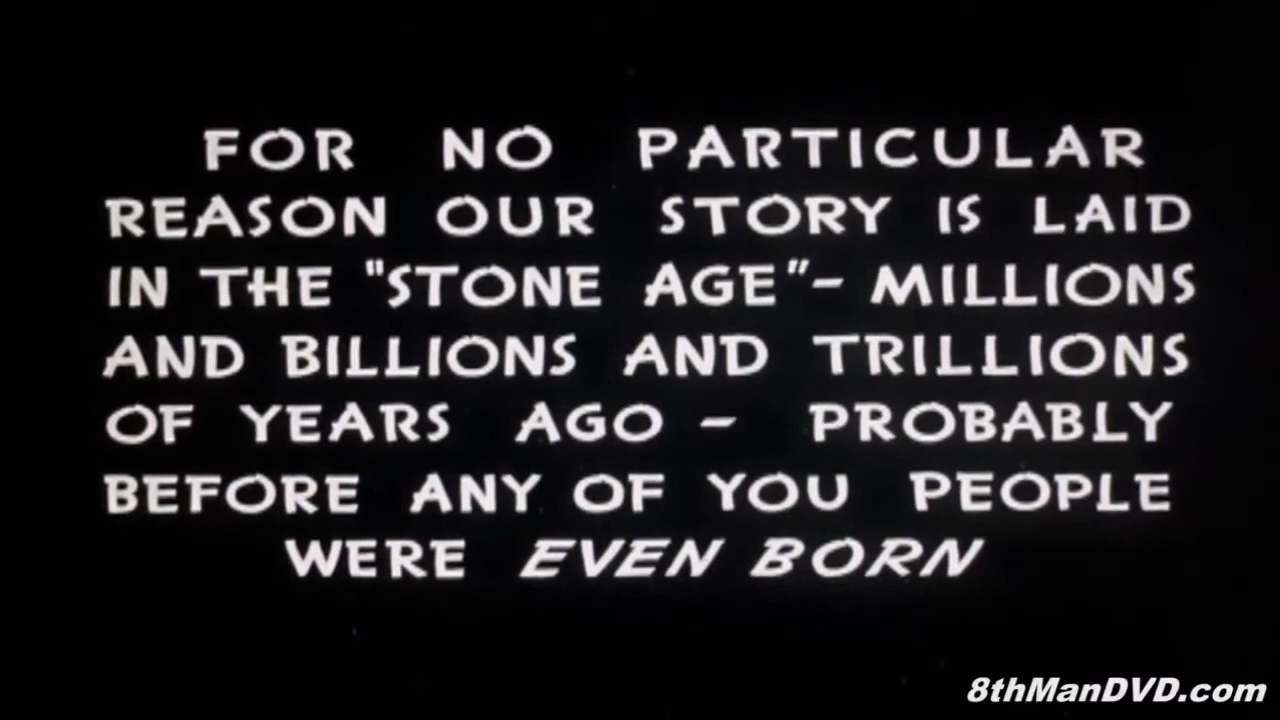 FOR NO PARTICULAR
REASON OUR STORY IS LAID
IN THE "STONE AGE"- MILLIONS
AND BILLIONS AND TRILLIONS
OF YEARS AGO - PROBABLY
BEFORE ANY OF YOU PEOPLE
WERE EVEN BORN
8thManDVD.com